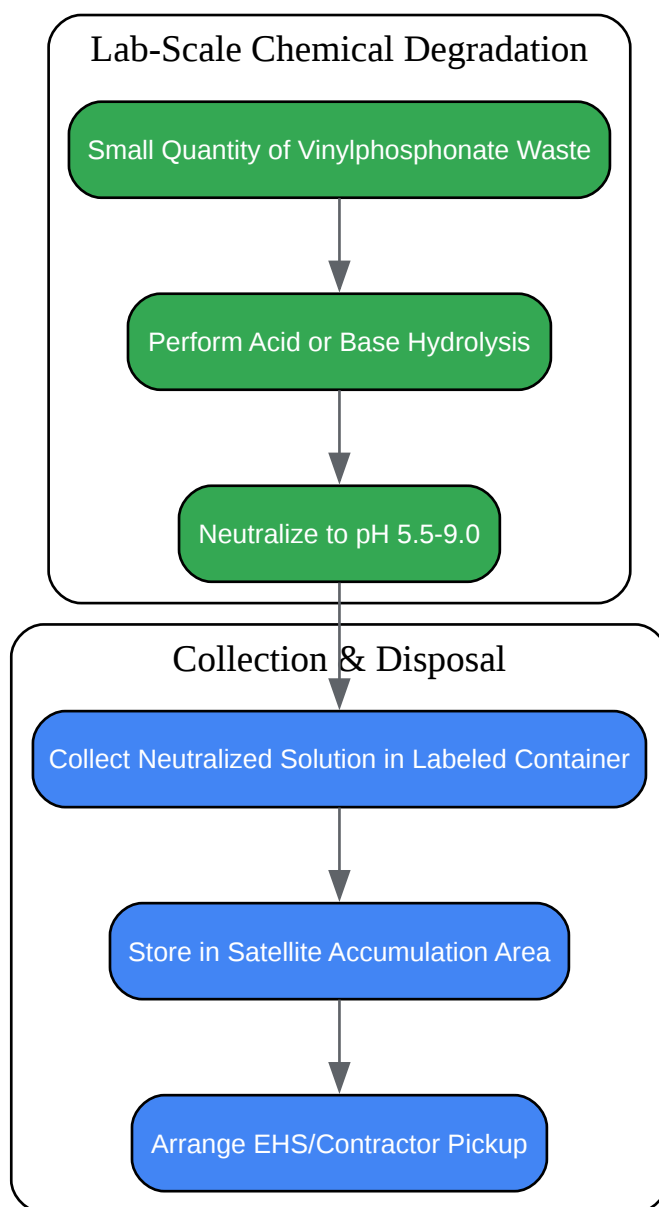 Lab-Scale Chemical Degradation
Small Quantity of Vinylphosphonate Waste
Perform Acid or Base Hydrolysis
Neutralize to pH 5.5-9.0
Collection & Disposal
Collect Neutralized Solution in Labeled Container
Store in Satellite Accumulation Area
Arrange EHS/Contractor Pickup